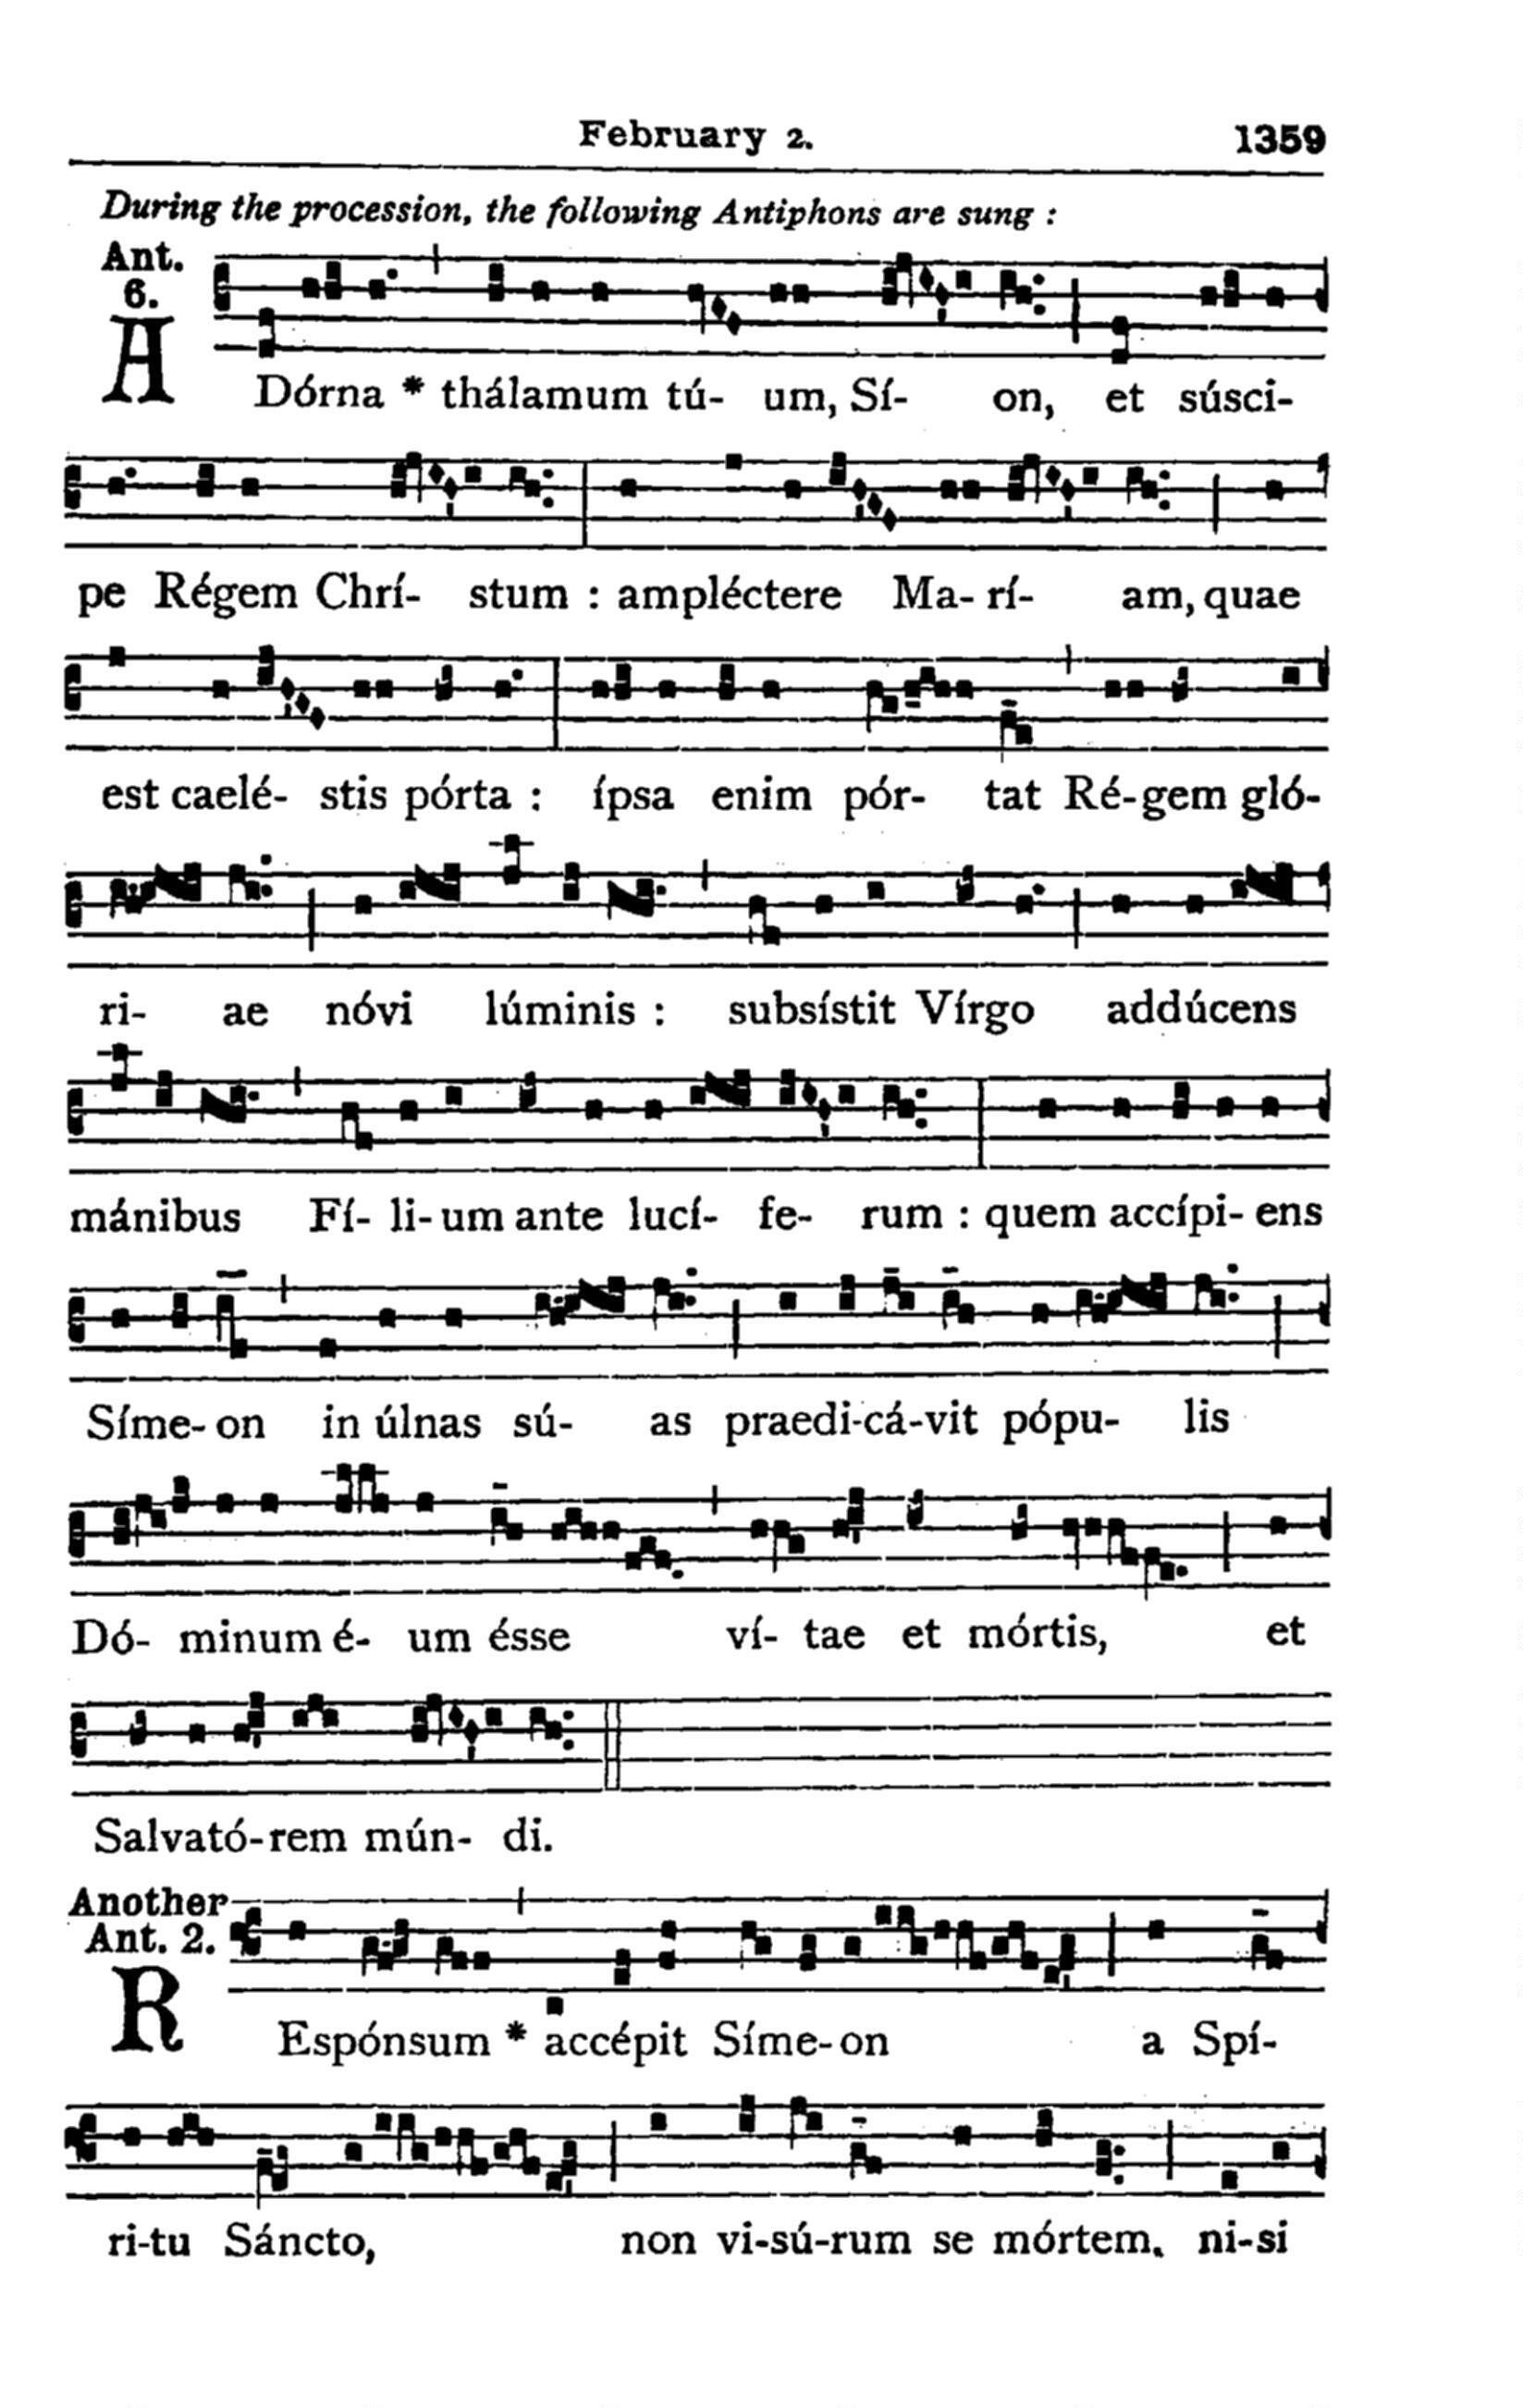 February 2. 1359
During the procession, the following Antiphons are sung :
Ant.
6.
ADórna * thálamum tú- um, Sí- on, et súsci-
pe Régem Chrí- stum : ampléctere Ma- rí- am, quae
est caelé- stis pórta : ípsa enim pór- tat Ré-gem gló-
ri- ae nóvi lúminis : subsístit Vírgo addúcens
mánibus Fí- li- um ante lucí- fe- rum : quem accípi- ens
Síme- on in úlnas sú- as praedi-cá-vit pópu- lis
Dó- minum é- um ésse ví- tae et mórtis, et
Salvató-rem mún- di.
Another
Ant. 2.
REspónsum * accépit Síme- on a Spí-
ri-tu Sáncto, non vi-sú-rum se mórtem. ni-si